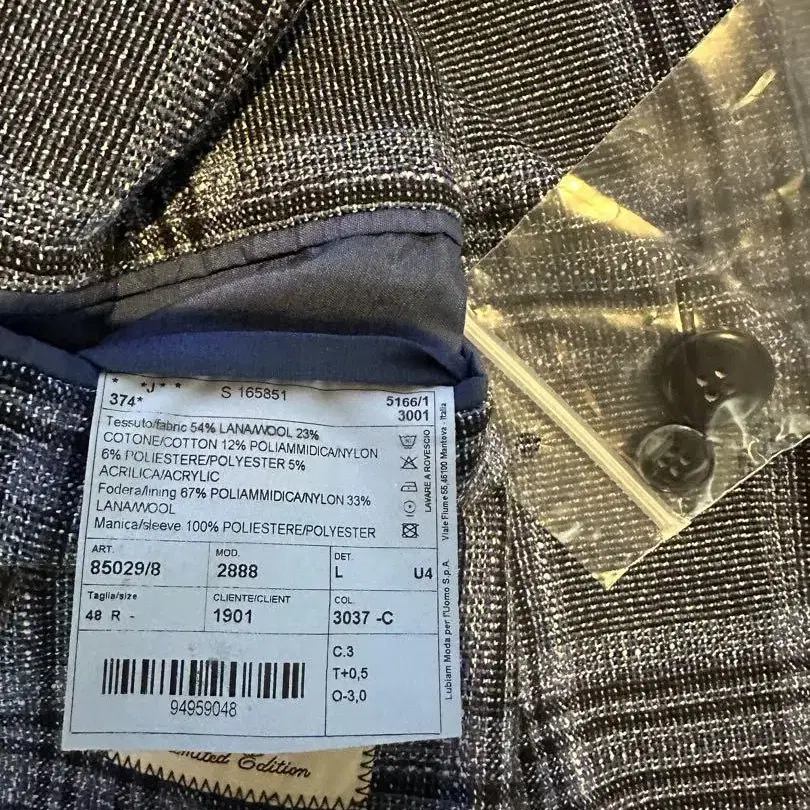 * *J* *
374*
S 165851
5166/1
3001
Tessuto/fabric 54% LANA/WOOL 23%
COTONE/COTTON 12% POLIAMMIDICA/NYLON
6% POLIESTERE/POLYESTER 5%
ACRILICA/ACRYLIC
Fodera/lining 67% POLIAMMIDICA/NYLON 33%
LANA/WOOL
Manica/sleeve 100% POLIESTERE/POLYESTER
LAVARE A ROVESCIO
Lubiam Moda per l'Uomo S.p.A. Viale Fiume 55,46100 Mantova - Italia
ART.
85029/8
MOD.
2888
DET.
L U4
Taglia/size
48 R -
CLIENTE/CLIENT
1901
COL.
3037 -C
C.3
T+0,5
O-3,0
94959048
Limited Edition